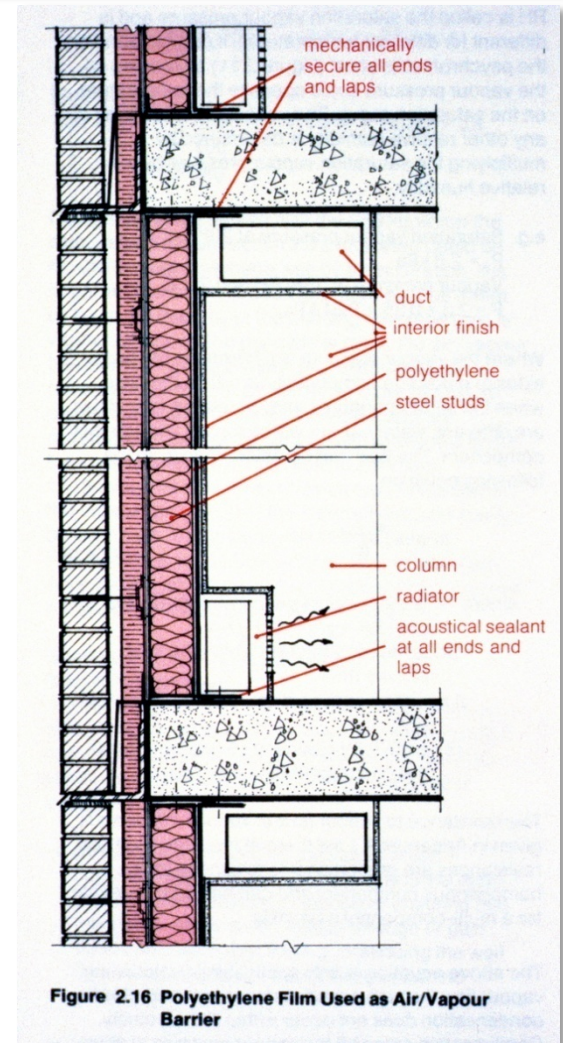 mechanically
secure all ends
and laps
duct
interior finish
polyethylene
steel studs
column
radiator
acoustical sealant
at all ends and
laps
Figure 2.16 Polyethylene Film Used as Air/Vapour
Barrier